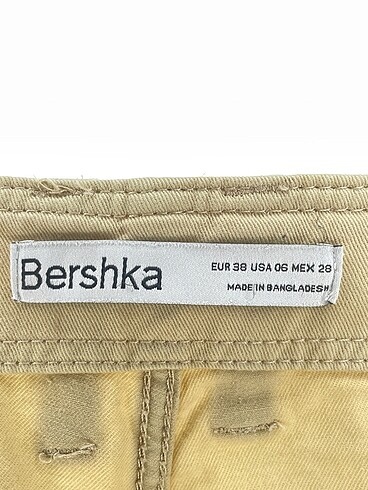 Bershka
EUR 38 USA 06 MEX 28
MADE IN BANGLADESH